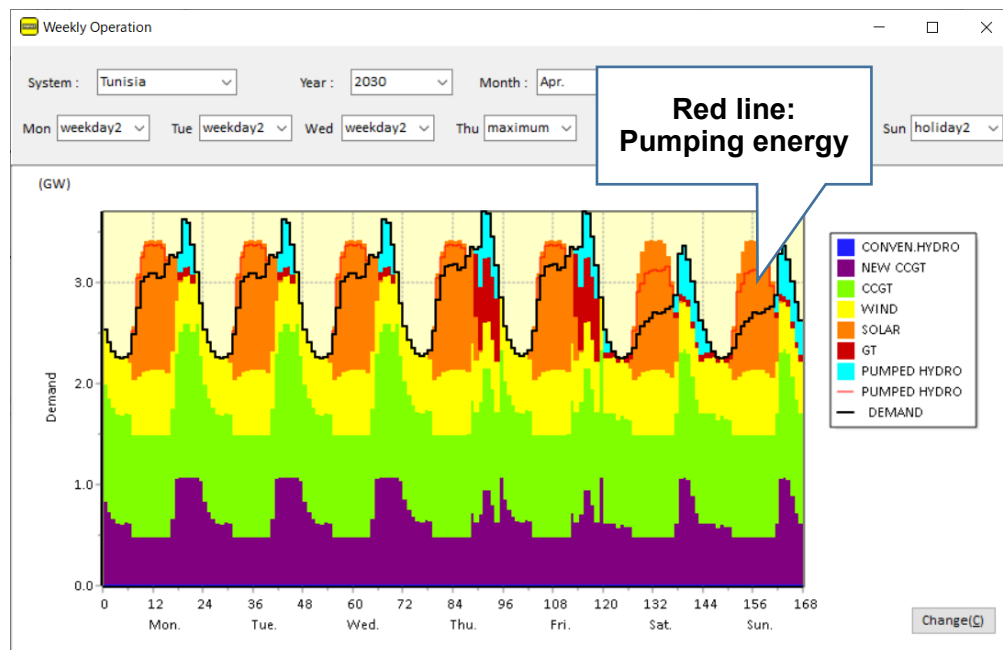 Weekly Operation
System : Tunisia Year : 2030 Month : Apr.
Mon weekday2 Tue weekday2 Wed weekday2 Thu maximum Sun holiday2
Red line:
Pumping energy
(GW)
3.0
2.0
1.0
0.0
Demand
0 12 24 36 48 60 72 84 96 108 120 132 144 156 168
Mon. Tue. Wed. Thu. Fri. Sat. Sun.
CONVEN.HYDRO
NEW CCGT
CCGT
WIND
SOLAR
GT
PUMPED HYDRO
PUMPED HYDRO
DEMAND
Change(C)